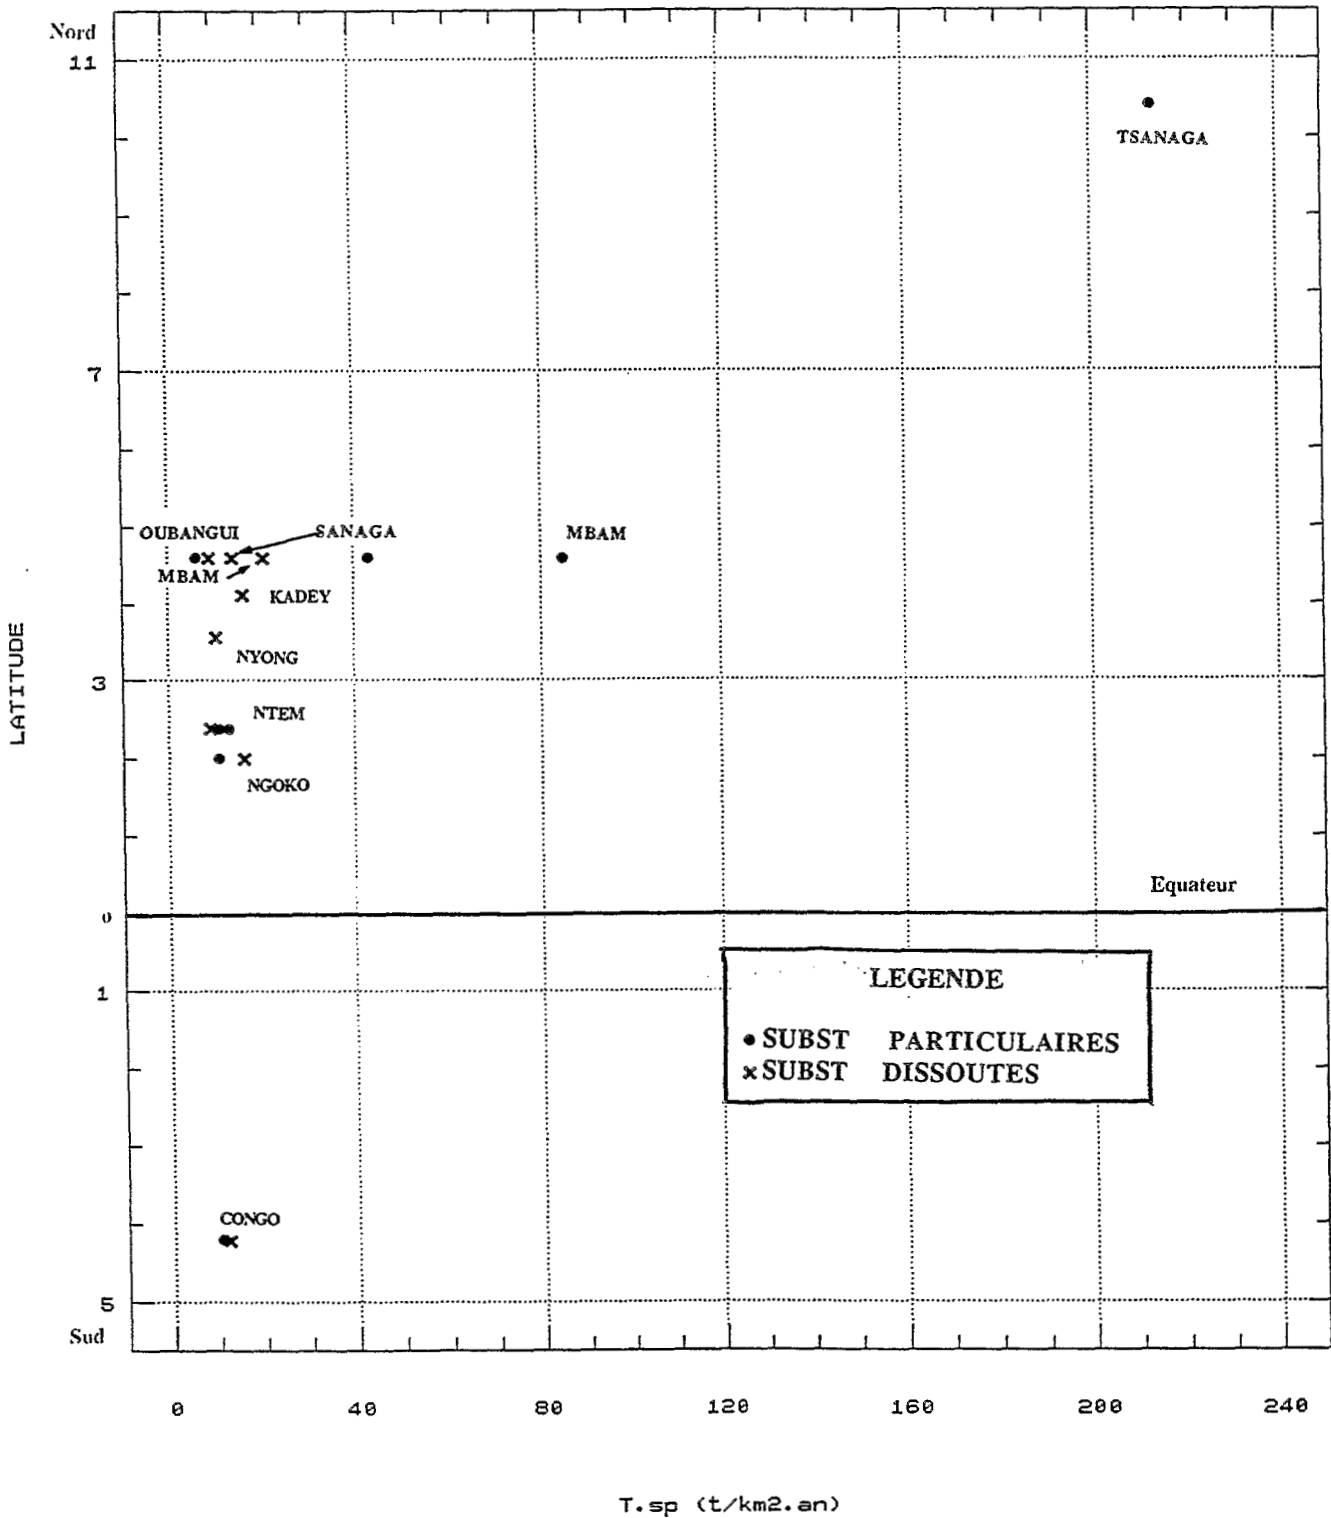 Nord
11
TSANAGA
7
OUBANGUI
SANAGA
MBAM
MBAM
KADEY
NYONG
3
LATITUDE
NTEM
NGOKO
Equateur
0
LEGENDE
1
SUBST PARTICULAIRES
SUBST DISSOUTES
CONGO
5
Sud
0 40 80 120 160 200 240
T.sp (t/km2.an)